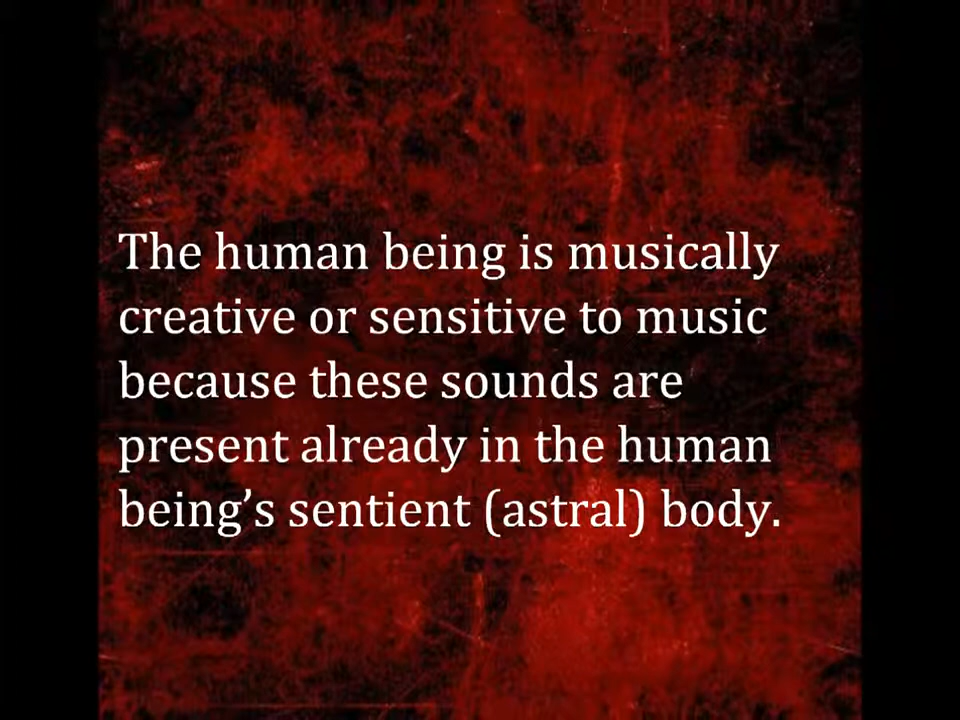 The human being is musically
creative or sensitive to music
because these sounds are
present already in the human
being’s sentient (astral) body.